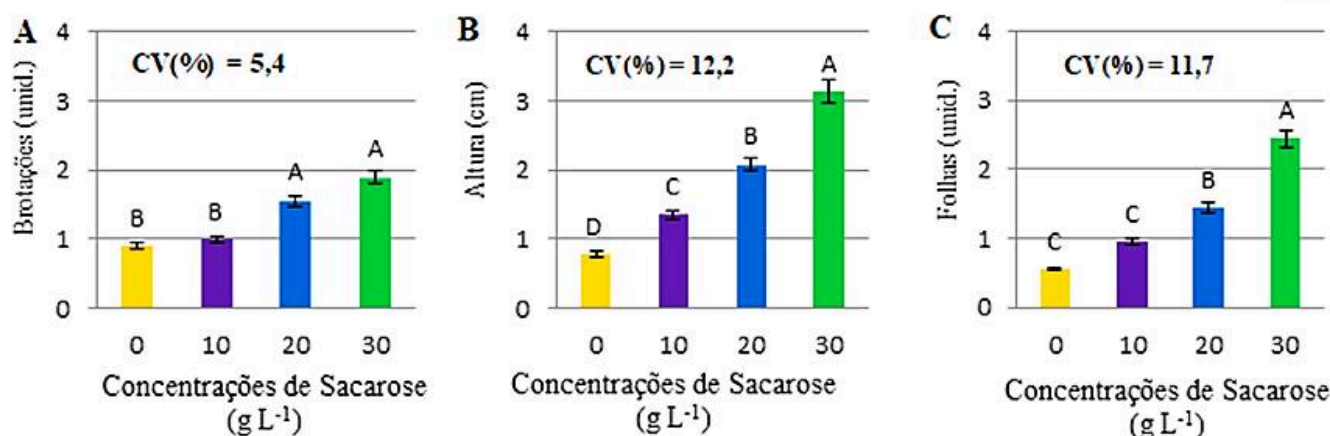 A
CV(%) = 5,4
Brotações (unid.)
4
3
2
1
0
B
B
A
A
0 10 20 30
Concentrações de Sacarose
(g L-1)
B
CV(%) = 12,2
Altura (cm)
4
3
2
1
0
D
C
B
A
0 10 20 30
Concentrações de Sacarose
(g L-1)
C
CV(%) = 11,7
Folhas (unid.)
4
3
2
1
0
C
C
B
A
0 10 20 30
Concentrações de Sacarose
(g L-1)